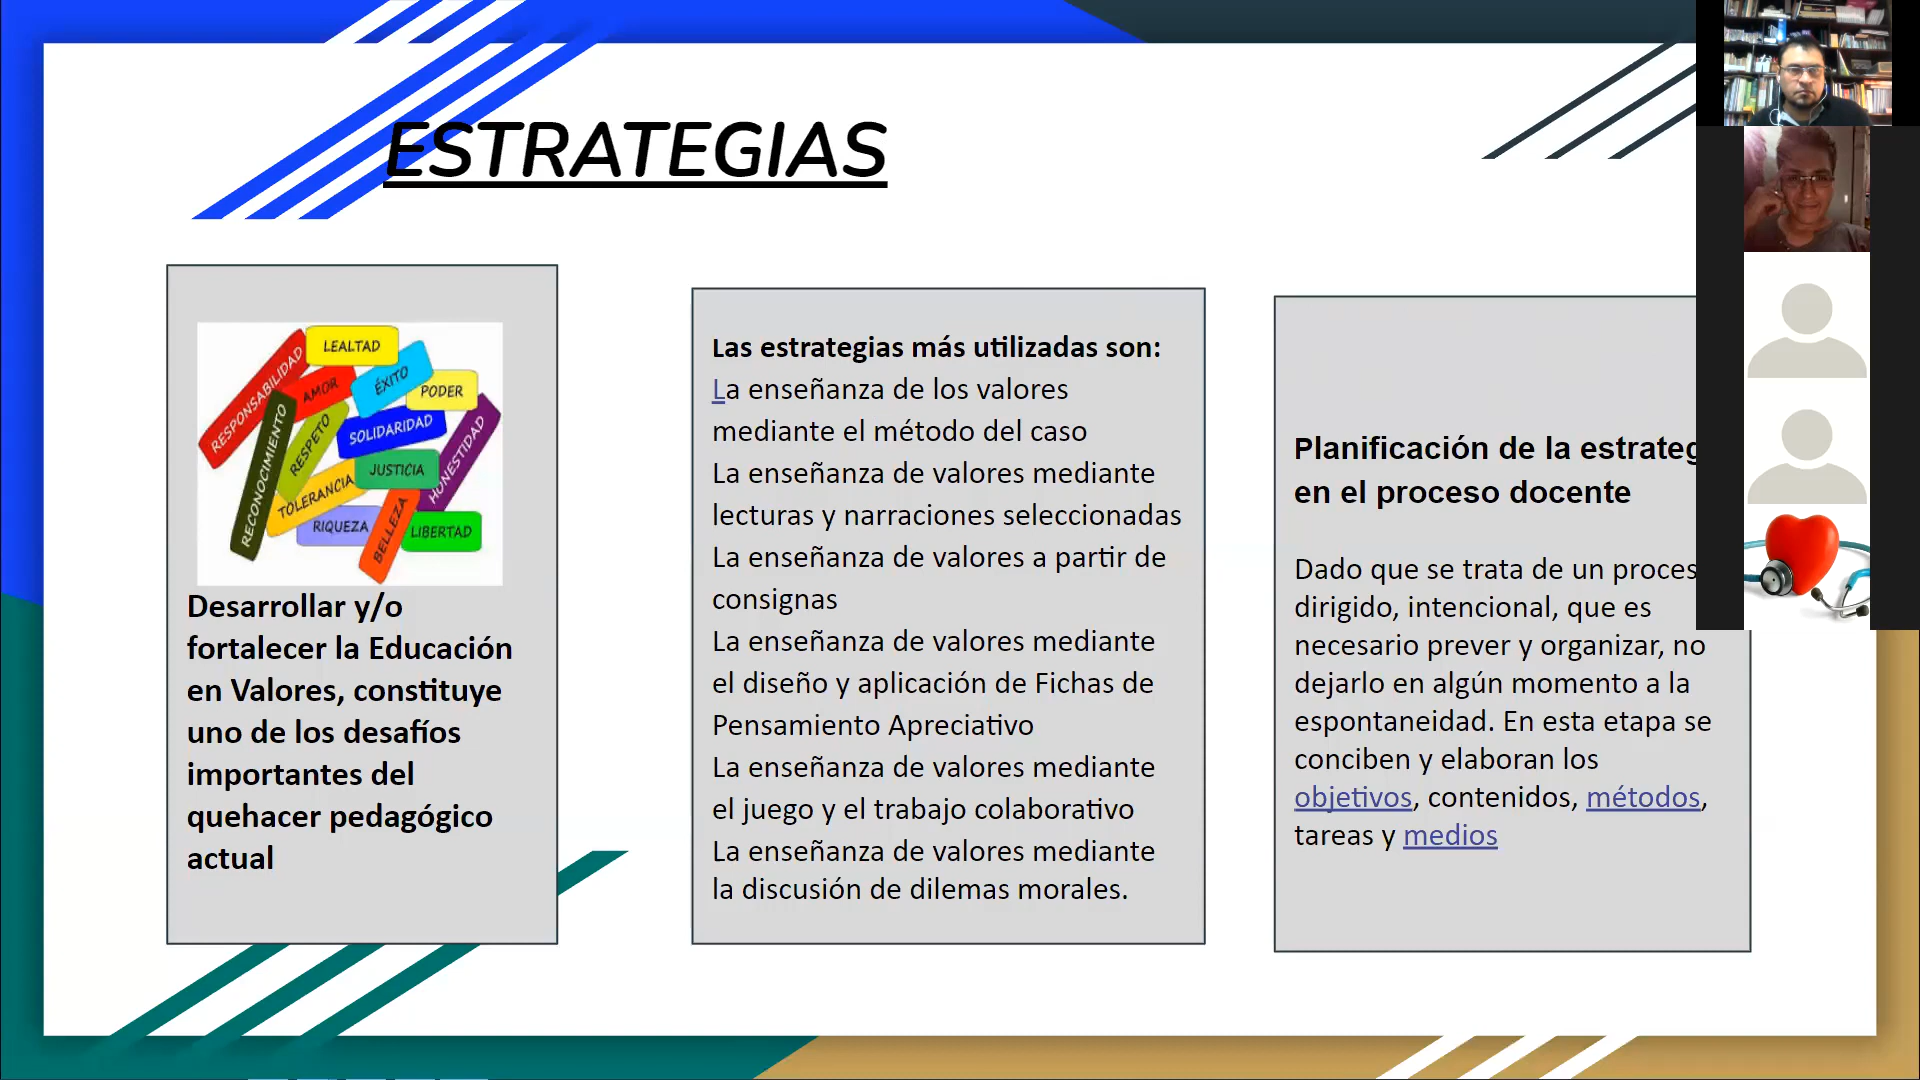 ESTRATEGIAS
LEALTAD
RESPONSABILIDAD
AMOR
ÉXITO
PODER
RECONOCIMIENTO
RESPETO
SOLIDARIDAD
HONESTIDAD
JUSTICIA
TOLERANCIA
RIQUEZA
BELLEZA
LIBERTAD
Desarrollar y/o
fortalecer la Educación
en Valores, constituye
uno de los desafíos
importantes del
quehacer pedagógico
actual
Las estrategias más utilizadas son:
La enseñanza de los valores
mediante el método del caso
La enseñanza de valores mediante
lecturas y narraciones seleccionadas
La enseñanza de valores a partir de
consignas
La enseñanza de valores mediante
el diseño y aplicación de Fichas de
Pensamiento Apreciativo
La enseñanza de valores mediante
el juego y el trabajo colaborativo
La enseñanza de valores mediante
la discusión de dilemas morales.
Planificación de la estrateg
en el proceso docente
Dado que se trata de un proces
dirigido, intencional, que es
necesario prever y organizar, no
dejarlo en algún momento a la
espontaneidad. En esta etapa se
conciben y elaboran los
objetivos, contenidos, métodos,
tareas y medios